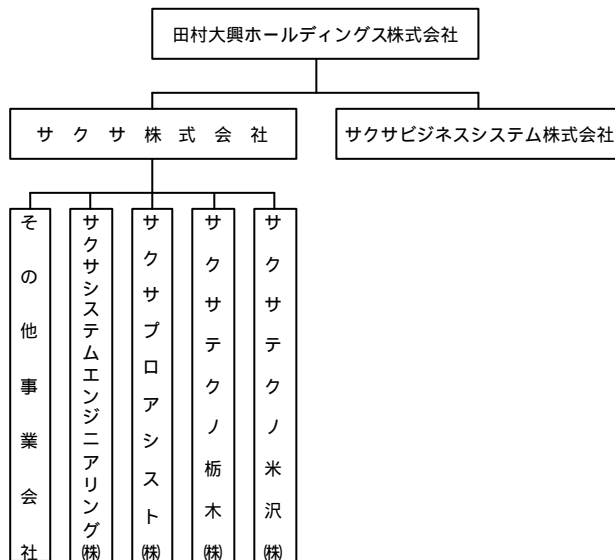 田村大興ホールディングス株式会社
サクサ株式会社
サクサビジネスシステム株式会社
その他事業会社
サクサシステムエンジニアリング㈱
サクサプロアシスト㈱
サクサテクノ栃木㈱
サクサテクノ米沢㈱